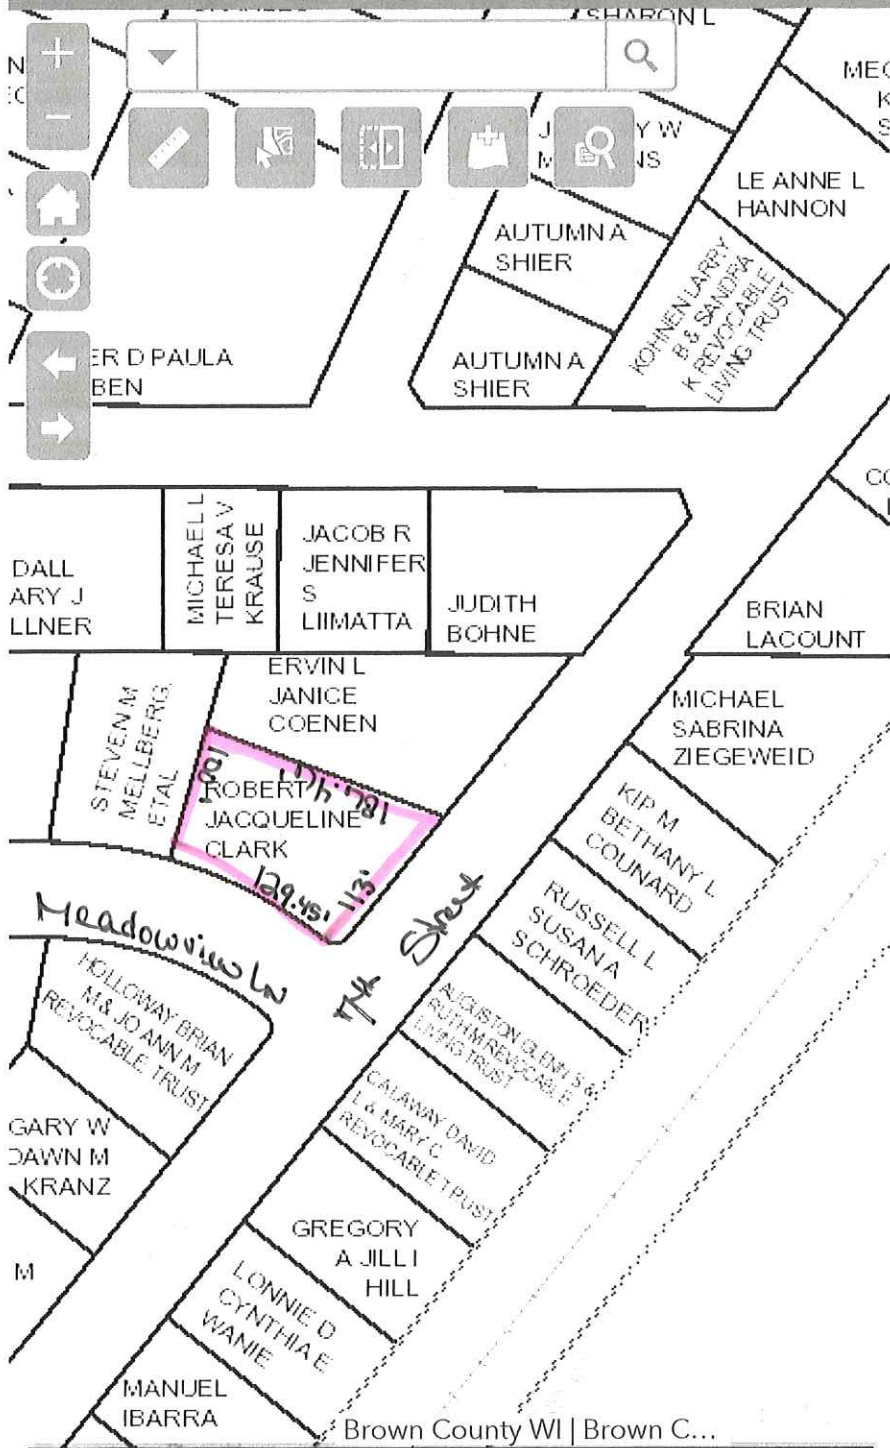 SHARON L
LE ANNE L
HANNON
AUTUMN A
SHIER
KOHNEN LARRY
B & SANDRA
K REVOCABLE
LIVING TRUST
ER D PAULA
BEN
AUTUMN A
SHIER
MICHAEL L
TERESA V
KRAUSE
JACOB R
JENNIFER
S
LIIMATTA
DALL
ARY J
LLNER
JUDITH
BOHNE
BRIAN
LACOUNT
ERVIN L
JANICE
COENEN
STEVEN M
MELLBERG,
ETAL
MICHAEL
SABRINA
ZIEGEWEID
ROBERT
JACQUELINE
CLARK
129.45'
113'
KIP M
BETHANY L
COUNARD
RUSSELL L
SUSAN A
SCHROEDER
Meadowview Ln
Street
HOLLOWAY BRIAN
M & JO ANN M
REVOCABLE TRUST
AUGUSTON GLENN S &
RUTH M REVOCABLE
LIVING TRUST
CALAWAY DAVID
L & MARY C
REVOCABLE TRUST
GARY W
DAWN M
KRANZ
GREGORY
A JILL I
HILL
M
LONNIE D
CYNTHIA E
WANIE
MANUEL
IBARRA
Brown County WI | Brown C...